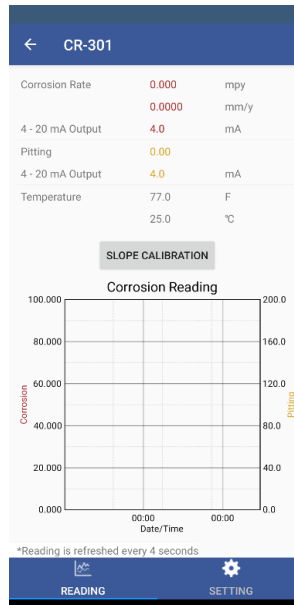 CR-301
Corrosion Rate 0.000 mpy
0.0000 mm/y
4 - 20 mA Output 4.0 mA
Pitting 0.00
4 - 20 mA Output 4.0 mA
Temperature 77.0 F
25.0 °C
SLOPE CALIBRATION
Corrosion Reading
100.000 200.0
80.000 160.0
60.000 120.0
Corrosion Pitting
40.000 80.0
20.000 40.0
0.000 0.0
00:00 00:00
Date/Time
*Reading is refreshed every 4 seconds
READING SETTING